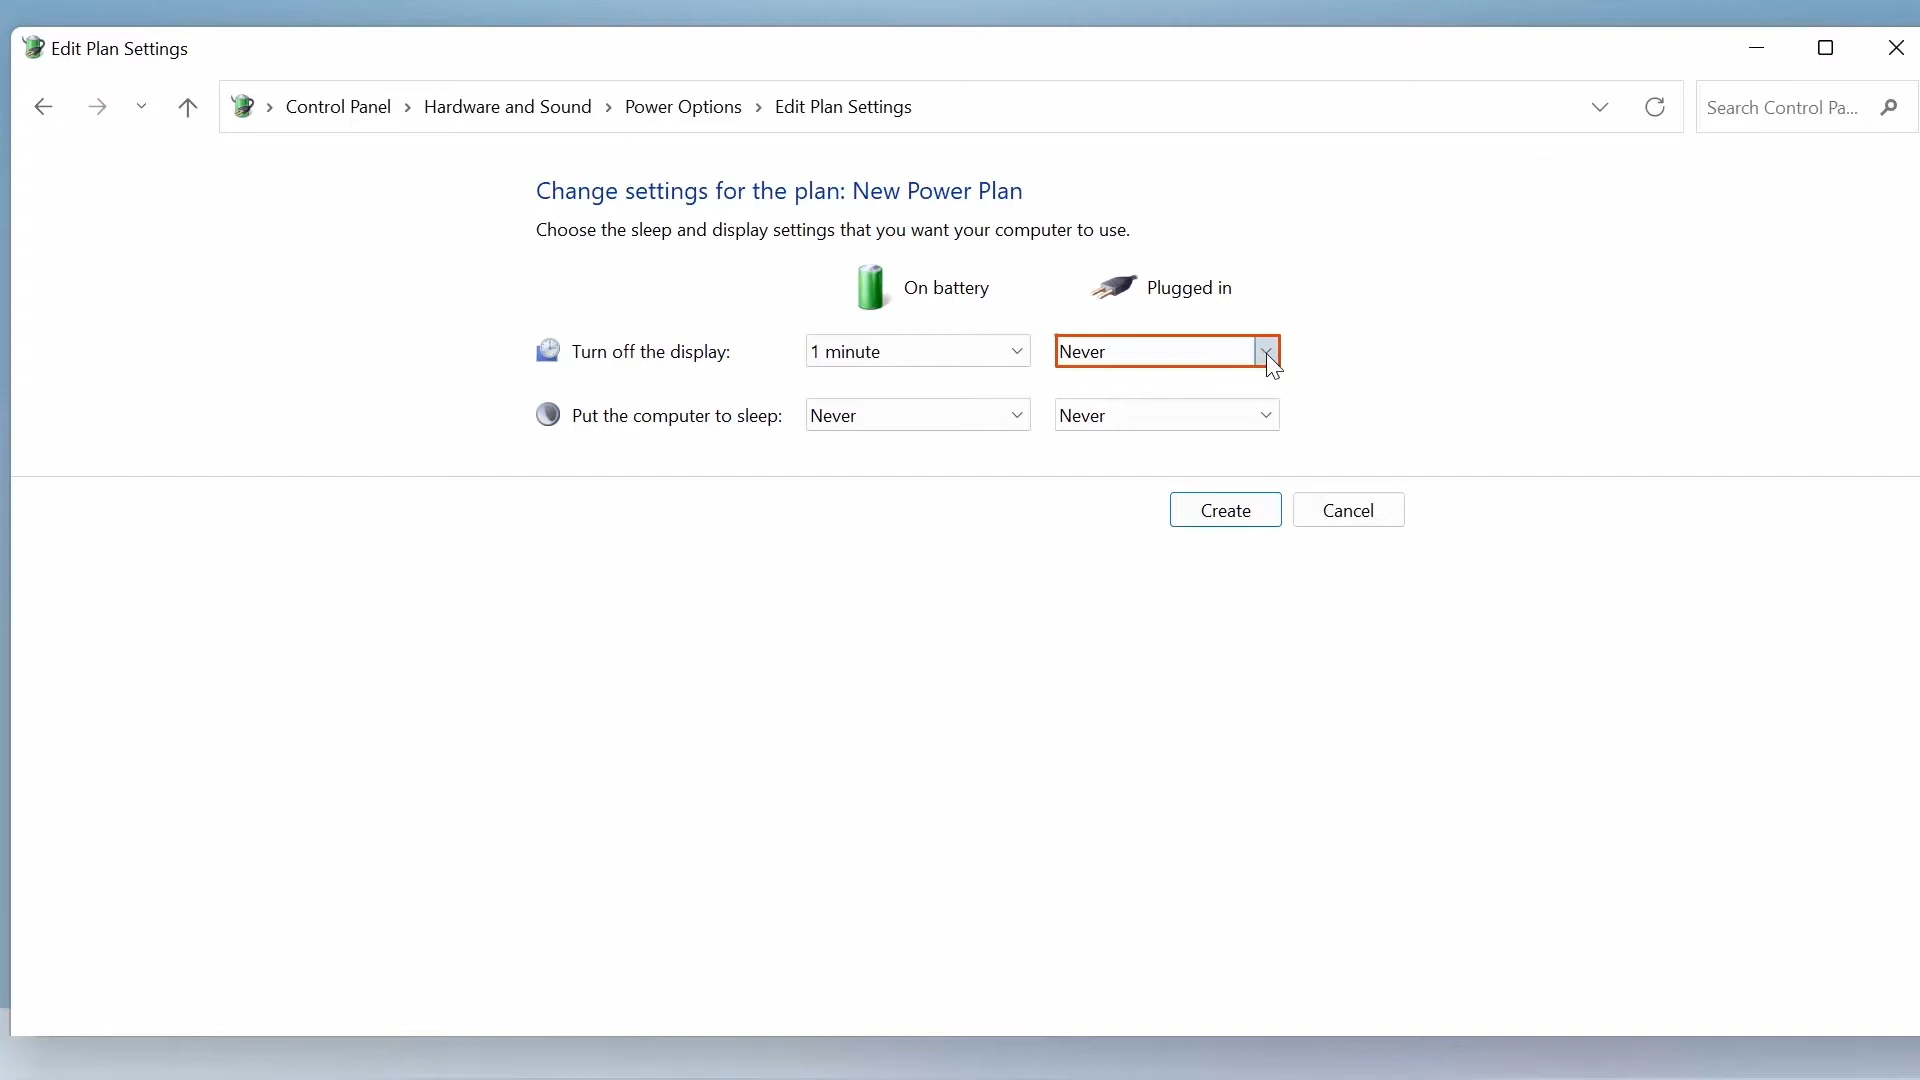 Edit Plan Settings
Control Panel > Hardware and Sound > Power Options > Edit Plan Settings
Search Control Pa...
Change settings for the plan: New Power Plan
Choose the sleep and display settings that you want your computer to use.
On battery Plugged in
Turn off the display: 1 minute Never
Put the computer to sleep: Never Never
Create Cancel